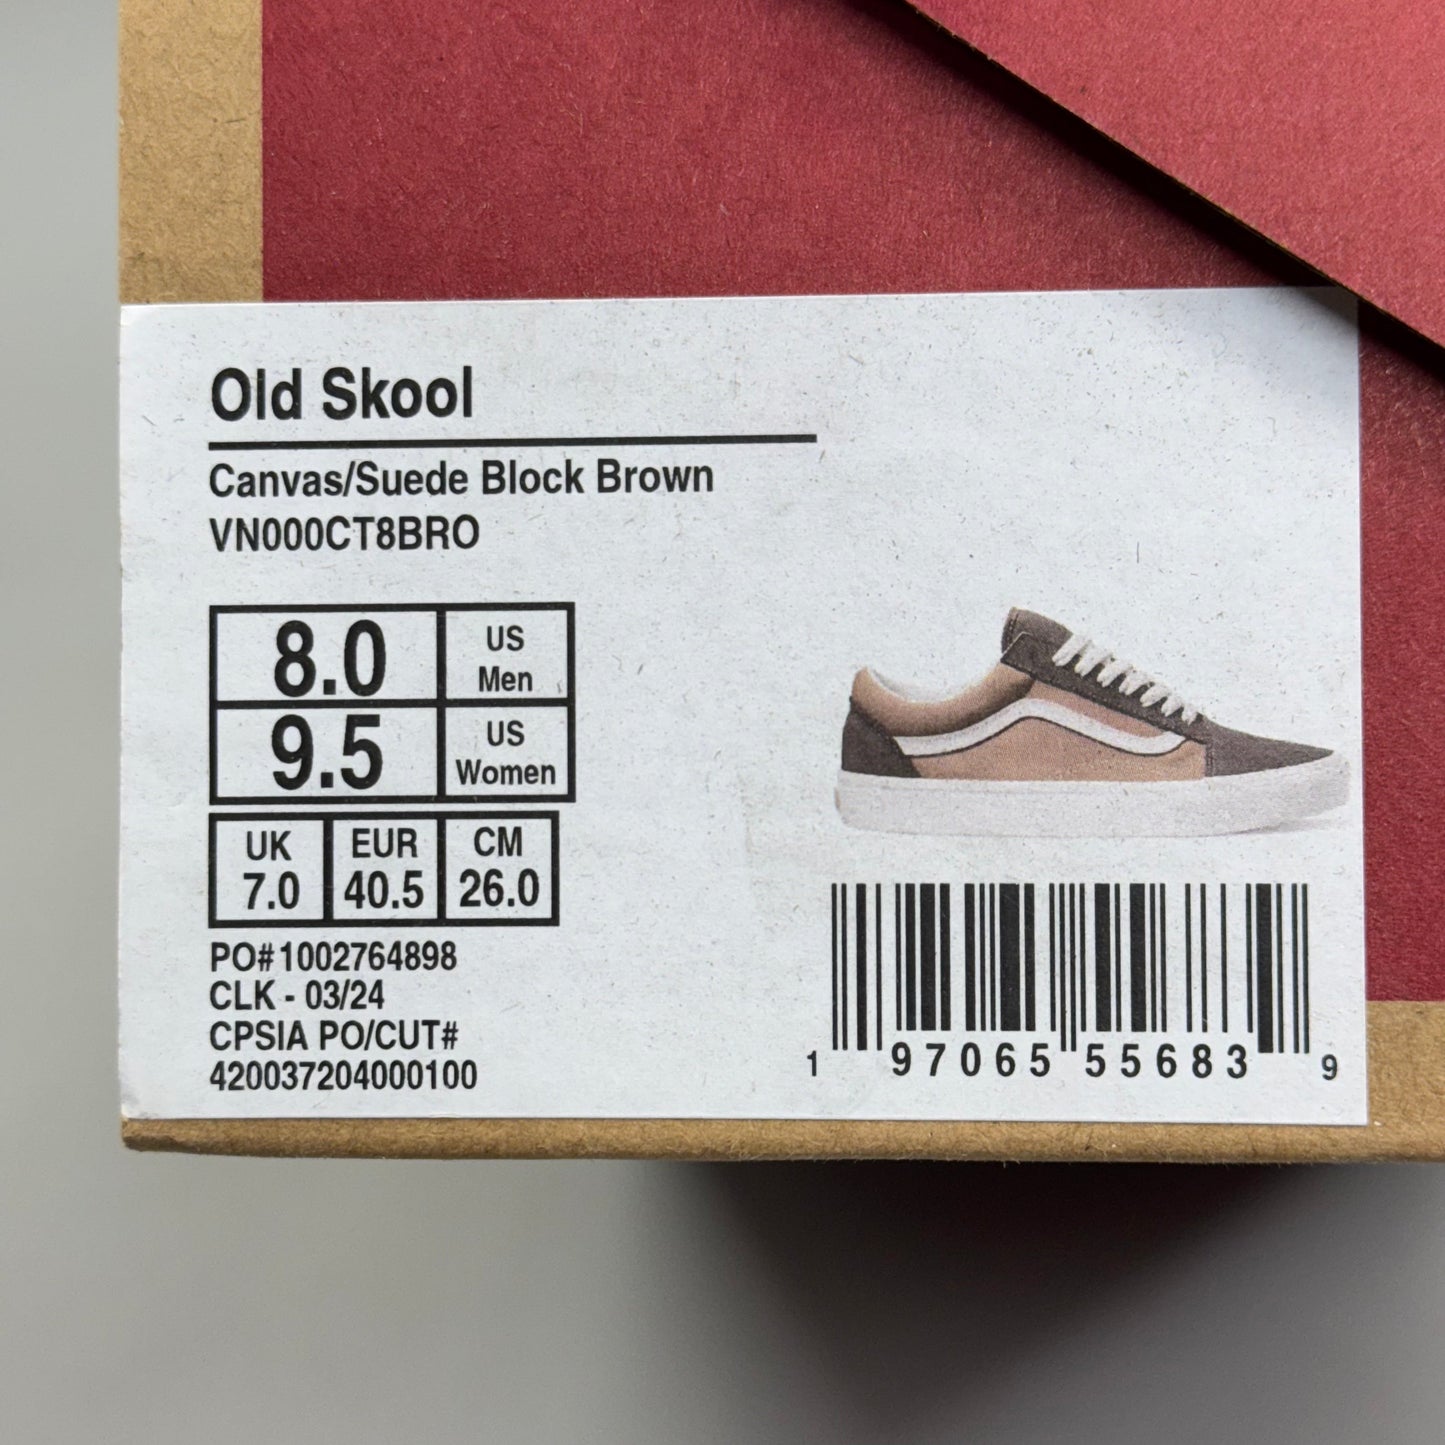 Old Skool
Canvas/Suede Block Brown
VN000CT8BRO
8.0 US Men
9.5 US Women
UK EUR CM
7.0 40.5 26.0
PO#1002764898
CLK - 03/24
CPSIA PO/CUT#
420037204000100
1 97065 55683 9